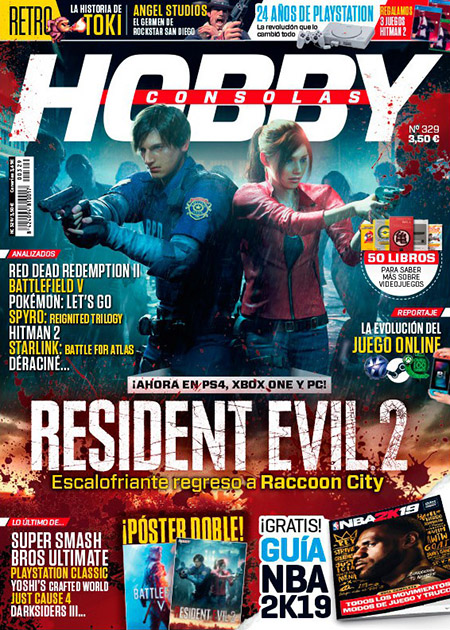 RETRO
LA HISTORIA DE
TOKI
ANGEL STUDIOS
EL GERMEN DE
ROCKSTAR SAN DIEGO
24 AÑOS DE PLAYSTATION
La revolución que lo
cambió todo
REGALAMOS
3 JUEGOS
HITMAN 2
HOBBY
CONSOLAS
Nº 329
3,50 €
50 LIBROS
PARA SABER
MÁS SOBRE
VIDEOJUEGOS
ANALIZADOS
RED DEAD REDEMPTION II
BATTLEFIELD V
POKÉMON: LET'S GO
SPYRO: REIGNITED TRILOGY
HITMAN 2
STARLINK: BATTLE FOR ATLAS
DÉRACINÉ...
REPORTAJE
LA EVOLUCIÓN DEL
JUEGO ONLINE
¡AHORA EN PS4, XBOX ONE Y PC!
RESIDENT EVIL 2
Escalofriante regreso a Raccoon City
LO ÚLTIMO DE...
SUPER SMASH
BROS ULTIMATE
PLAYSTATION CLASSIC
YOSHI'S CRAFTED WORLD
JUST CAUSE 4
DARKSIDERS III...
¡PÓSTER DOBLE!
BATTLEFIELD V
RESIDENT EVIL 2
¡GRATIS!
GUÍA
NBA
2K19
NBA 2K19
TODOS LOS MOVIMIENTOS
MODOS DE JUEGO Y TRUCOS